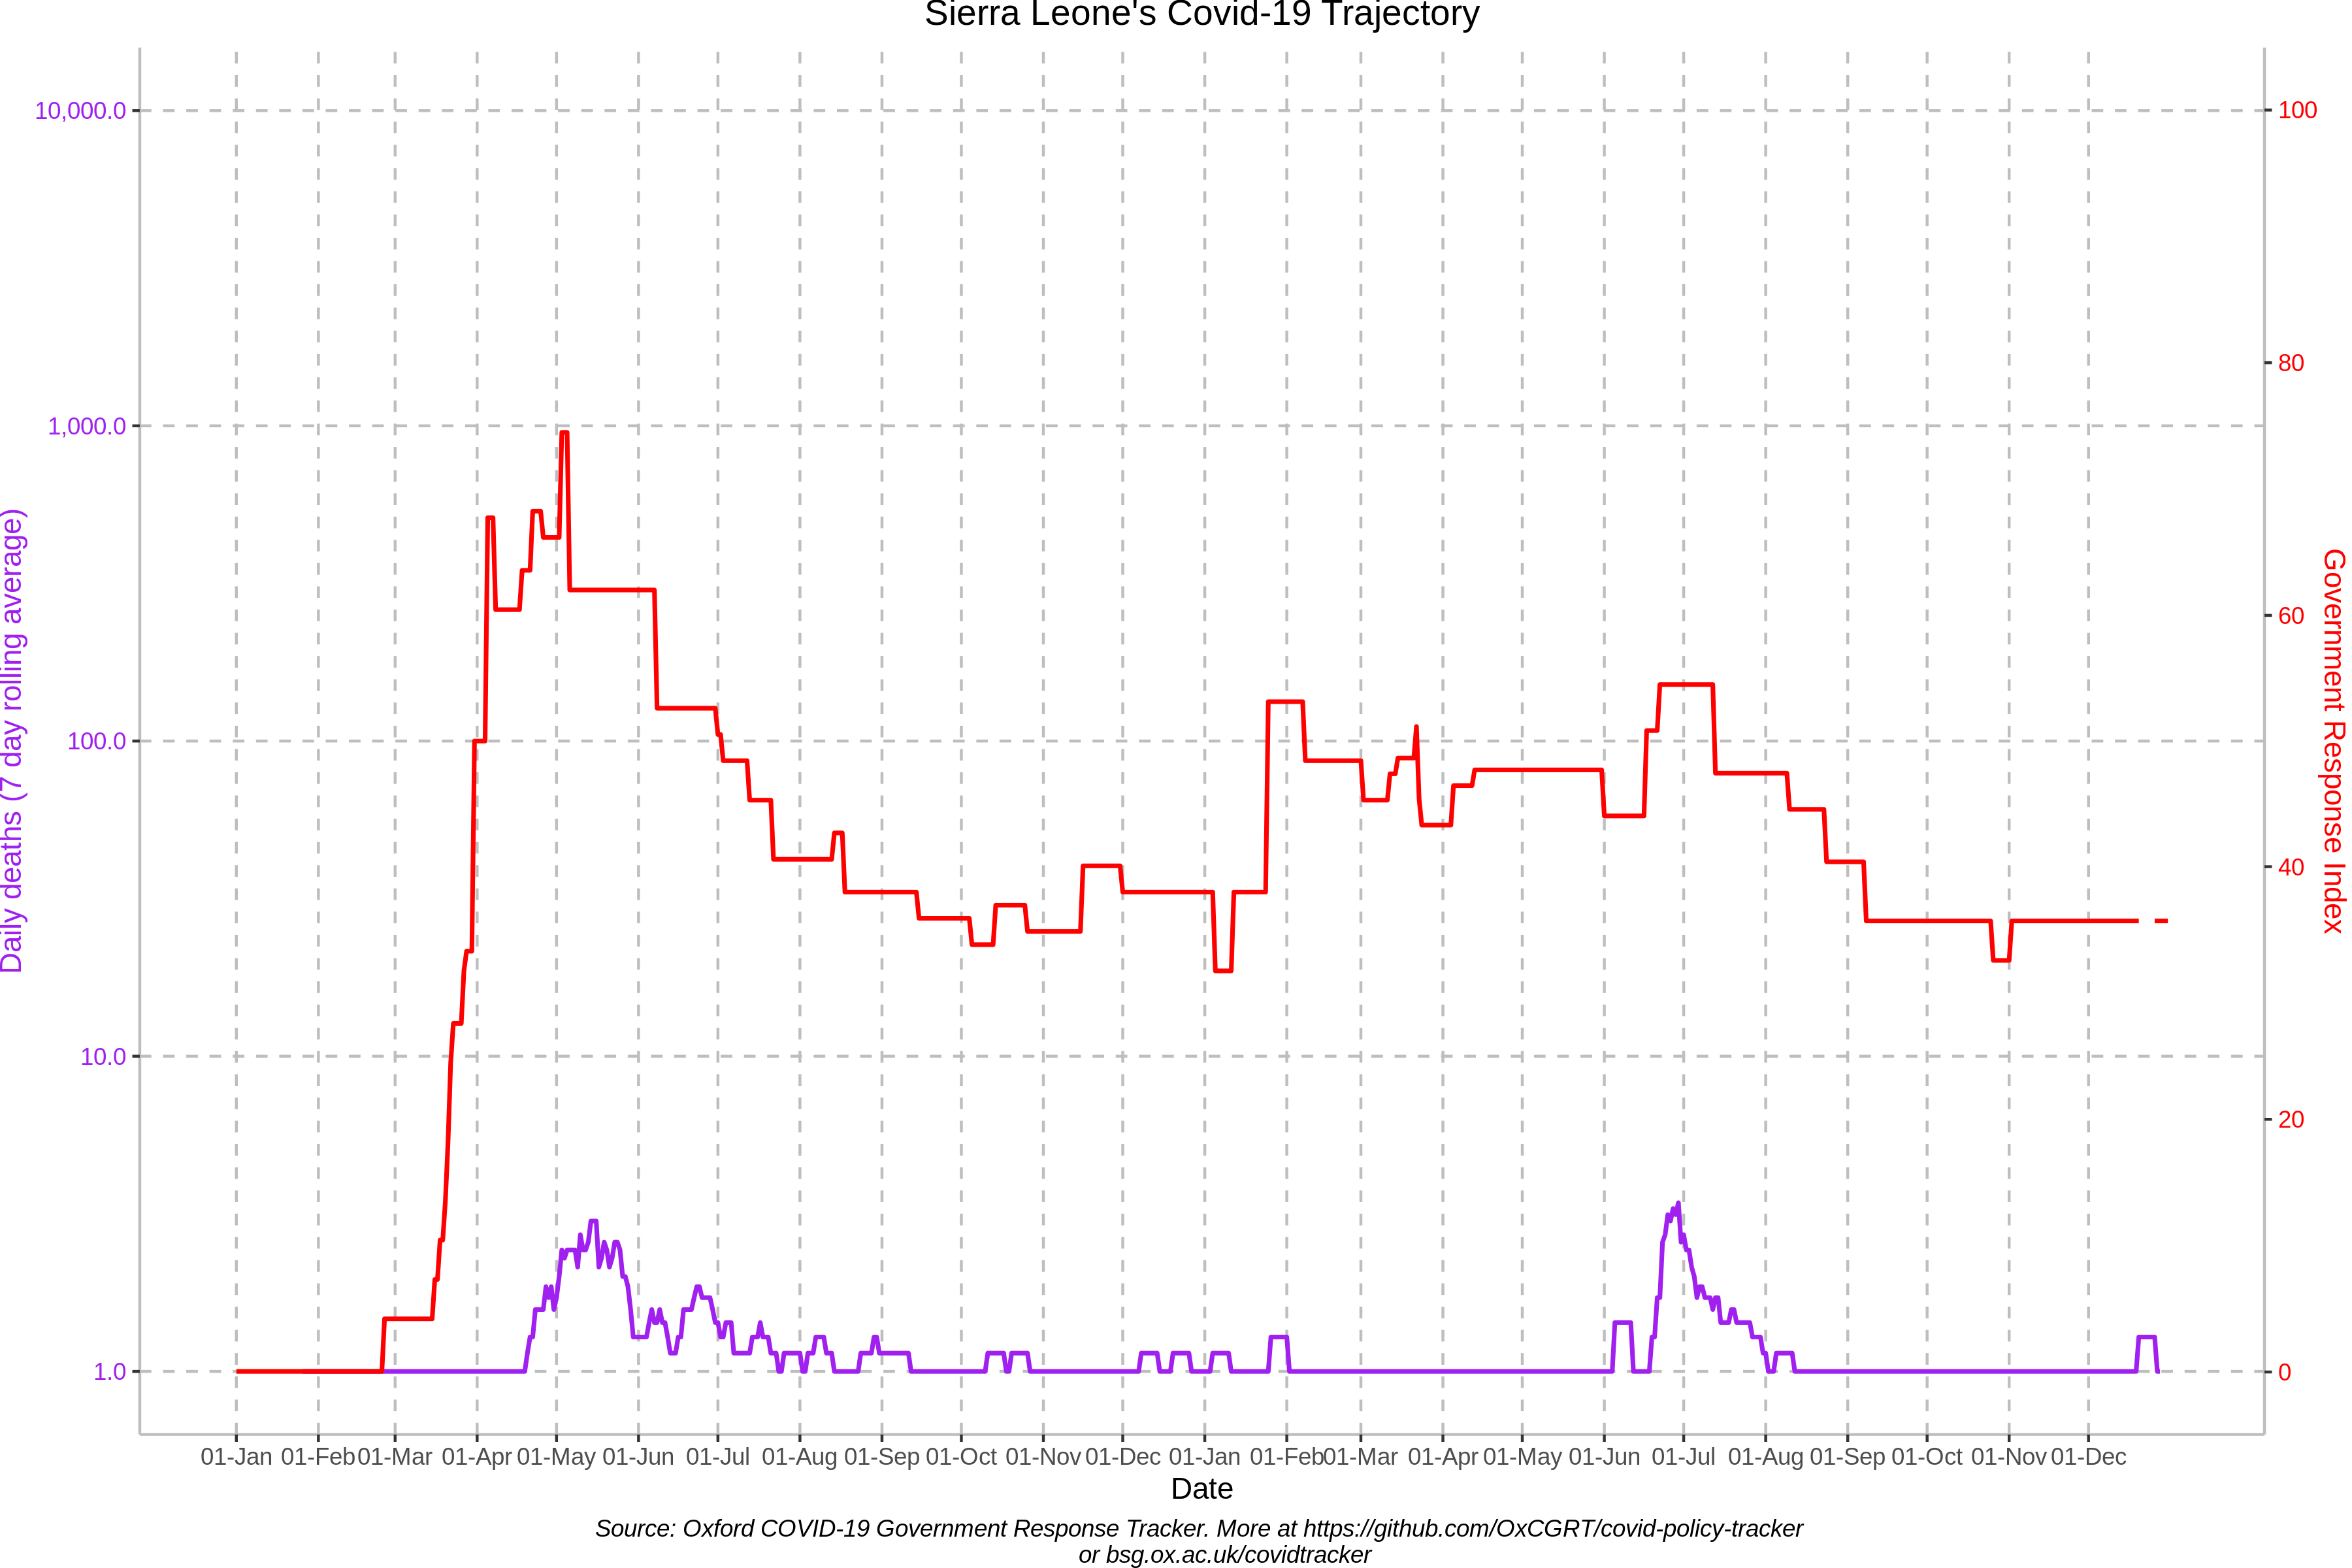 Sierra Leone's Covid-19 Trajectory
10,000.0
1,000.0
100.0
10.0
1.0
Daily deaths (7 day rolling average)
100
80
60
40
20
0
Government Response Index
01-Jan 01-Feb 01-Mar 01-Apr 01-May 01-Jun 01-Jul 01-Aug 01-Sep 01-Oct 01-Nov 01-Dec 01-Jan 01-Feb 01-Mar 01-Apr 01-May 01-Jun 01-Jul 01-Aug 01-Sep 01-Oct 01-Nov 01-Dec
Date
Source: Oxford COVID-19 Government Response Tracker. More at https://github.com/OxCGRT/covid-policy-tracker
or bsg.ox.ac.uk/covidtracker